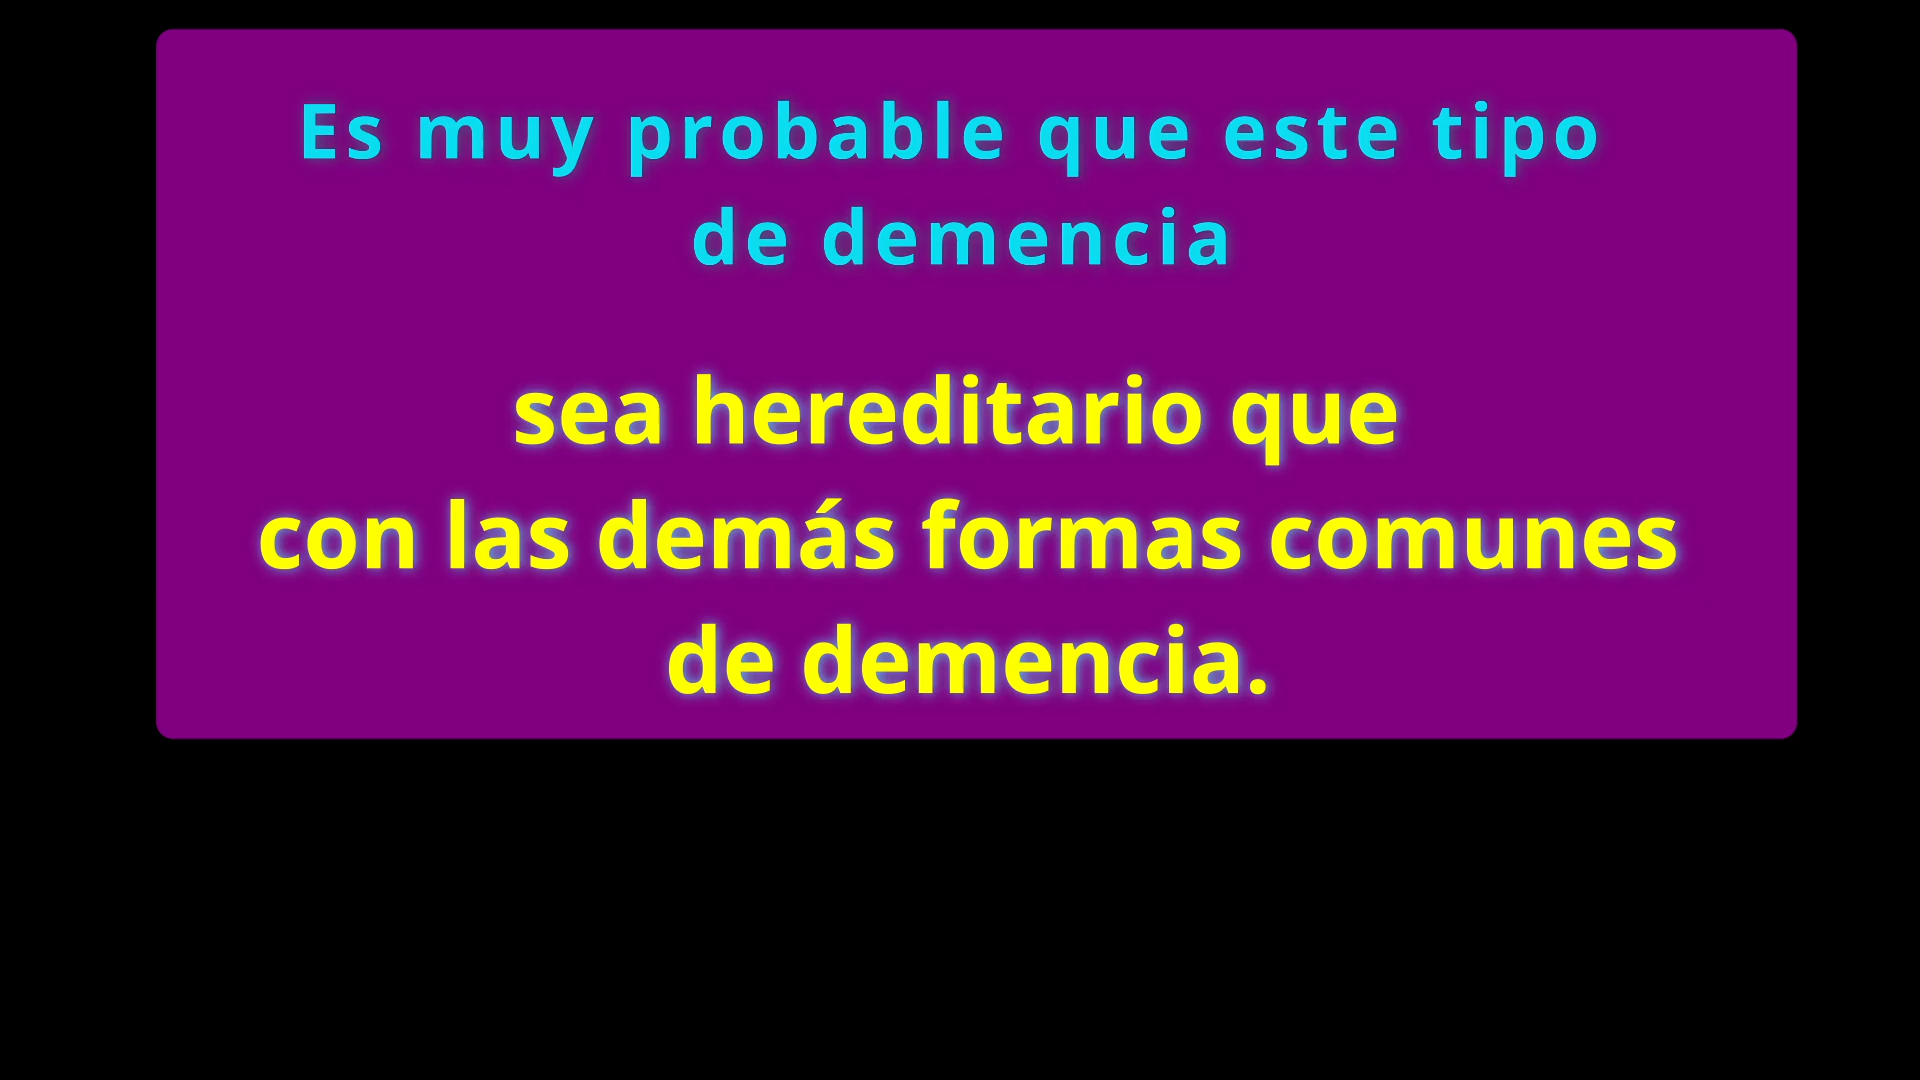 Es muy probable que este tipo
de demencia
sea hereditario que
con las demás formas comunes
de demencia.